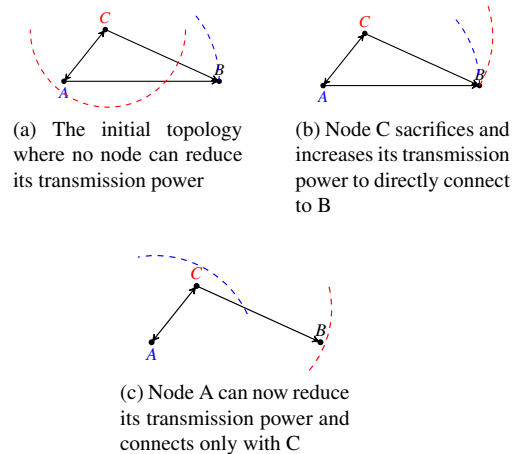 C
A
B
(a) The initial topology
where no node can reduce
its transmission power
C
A
B
(b) Node C sacrifices and
increases its transmission
power to directly connect
to B
C
A
B
(c) Node A can now reduce
its transmission power and
connects only with C